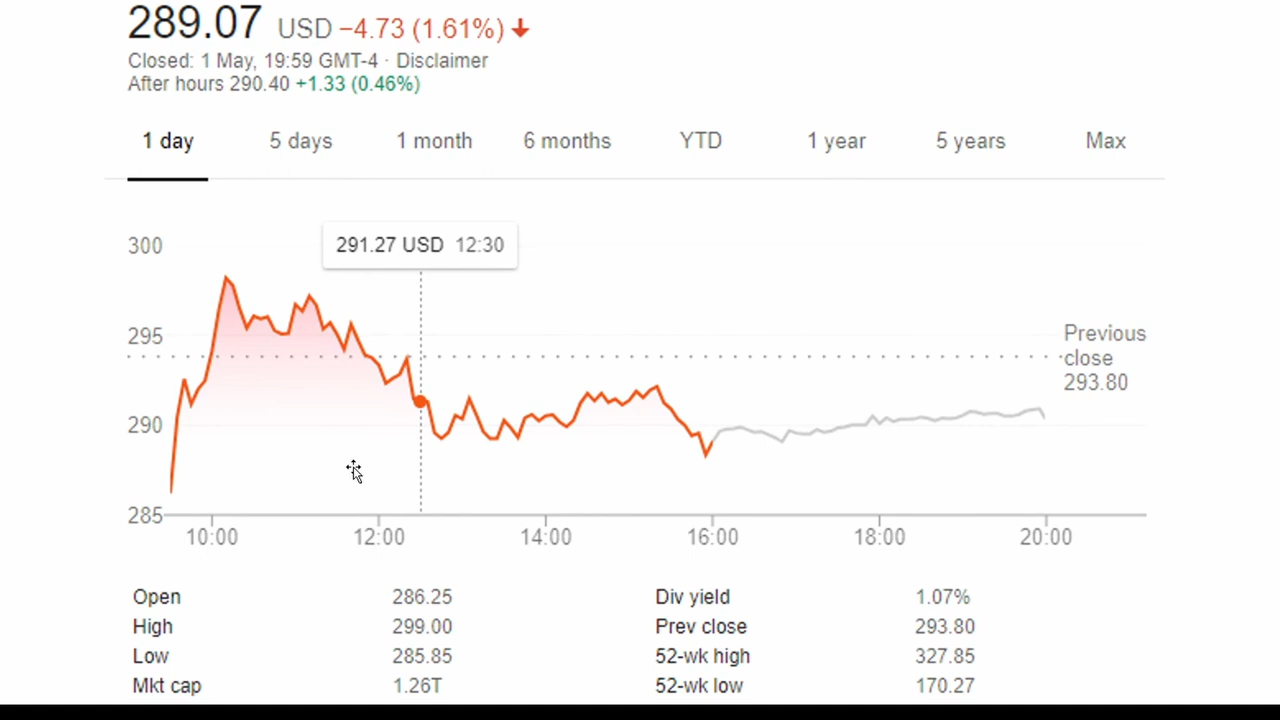 289.07 USD −4.73 (1.61%)
Closed: 1 May, 19:59 GMT-4 · Disclaimer
After hours 290.40 +1.33 (0.46%)
1 day 5 days 1 month 6 months YTD 1 year 5 years Max
300
291.27 USD 12:30
295
290
285
Previous
close
293.80
10:00 12:00 14:00 16:00 18:00 20:00
Open 286.25 Div yield 1.07%
High 299.00 Prev close 293.80
Low 285.85 52-wk high 327.85
Mkt cap 1.26T 52-wk low 170.27